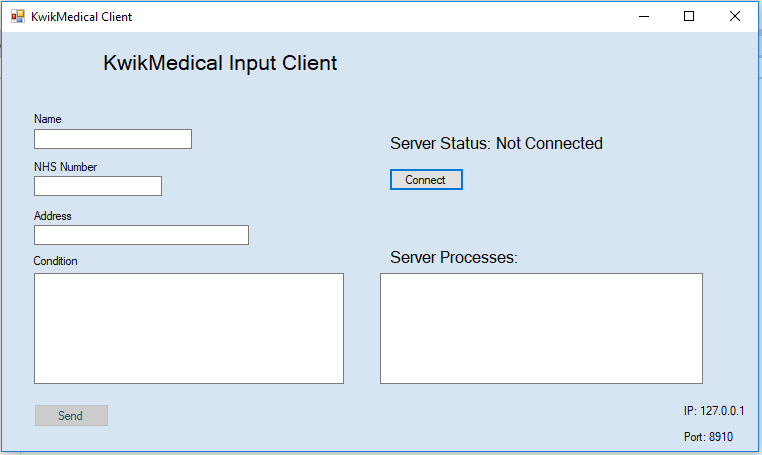 KwikMedical Client
KwikMedical Input Client
Name
NHS Number
Address
Condition
Send
Server Status: Not Connected
Connect
Server Processes:
IP: 127.0.0.1
Port: 8910